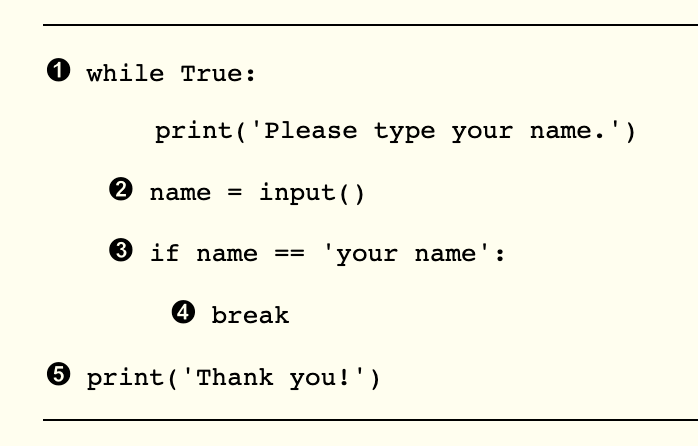 ❶ while True:
print('Please type your name.')
❷ name = input()
❸ if name == 'your name':
❹ break
❺ print('Thank you!')